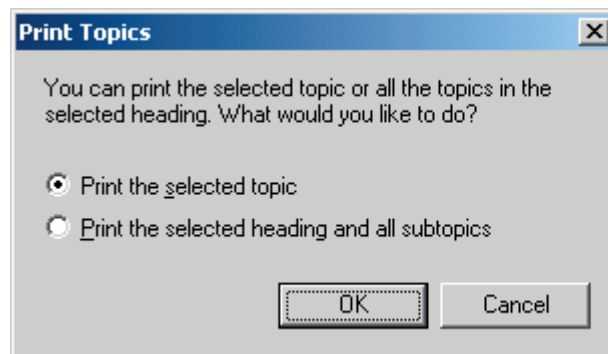 Print Topics
You can print the selected topic or all the topics in the
selected heading. What would you like to do?
Print the selected topic
Print the selected heading and all subtopics
OK
Cancel